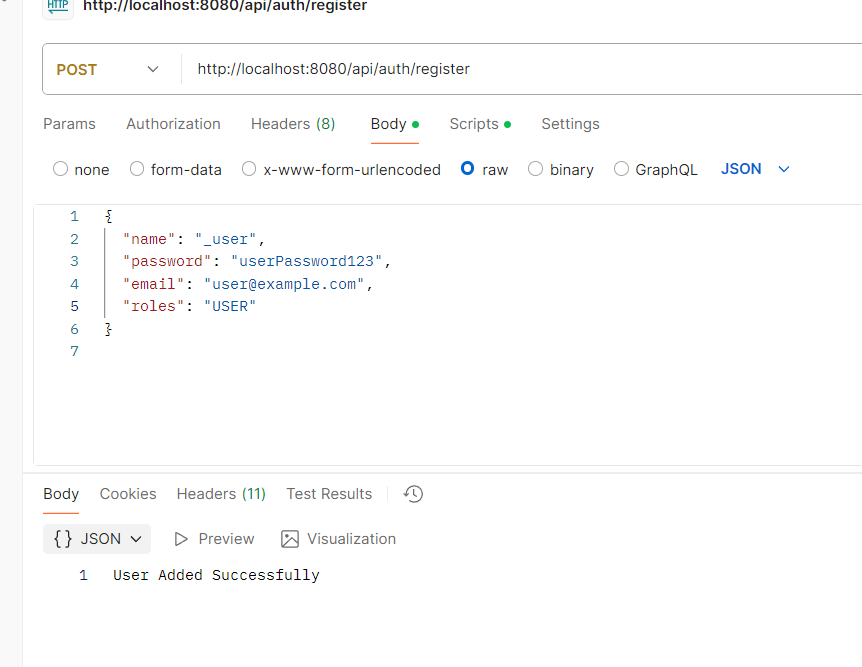 HTTP http://localhost:8080/api/auth/register
POST http://localhost:8080/api/auth/register
Params Authorization Headers (8) Body Scripts Settings
none form-data x-www-form-urlencoded raw binary GraphQL JSON
1 {
2 "name": "_user",
3 "password": "userPassword123",
4 "email": "user@example.com",
5 "roles": "USER"
6 }
7
Body Cookies Headers (11) Test Results
{} JSON Preview Visualization
1 User Added Successfully